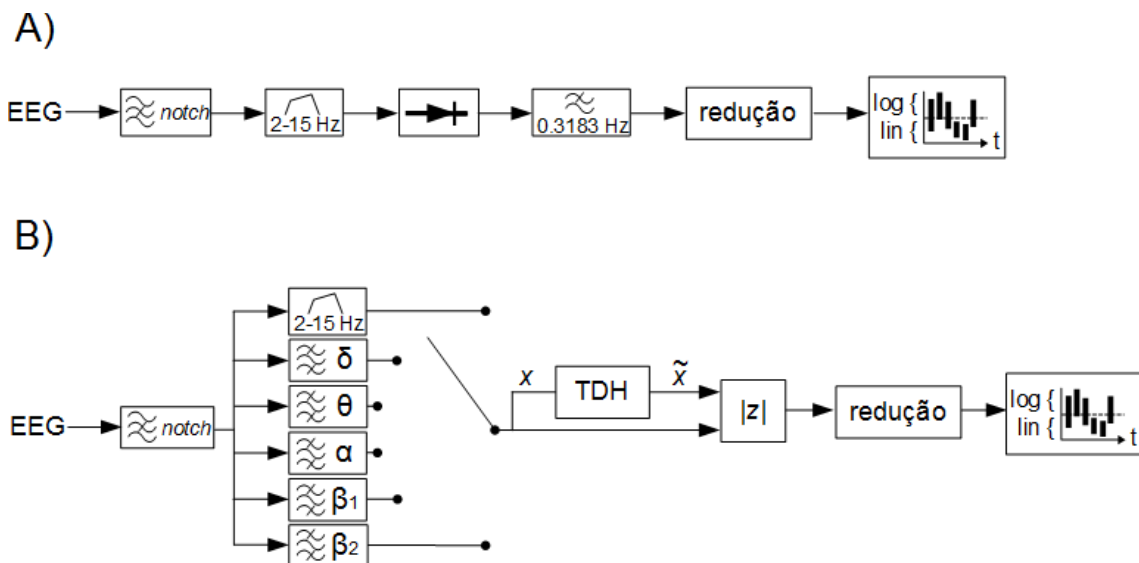 A)
EEG
notch
2-15 Hz
0.3183 Hz
redução
log {
lin {
t
B)
EEG
notch
2-15 Hz
δ
θ
α
β1
β2
x
TDH
x̃
|z|
redução
log {
lin {
t